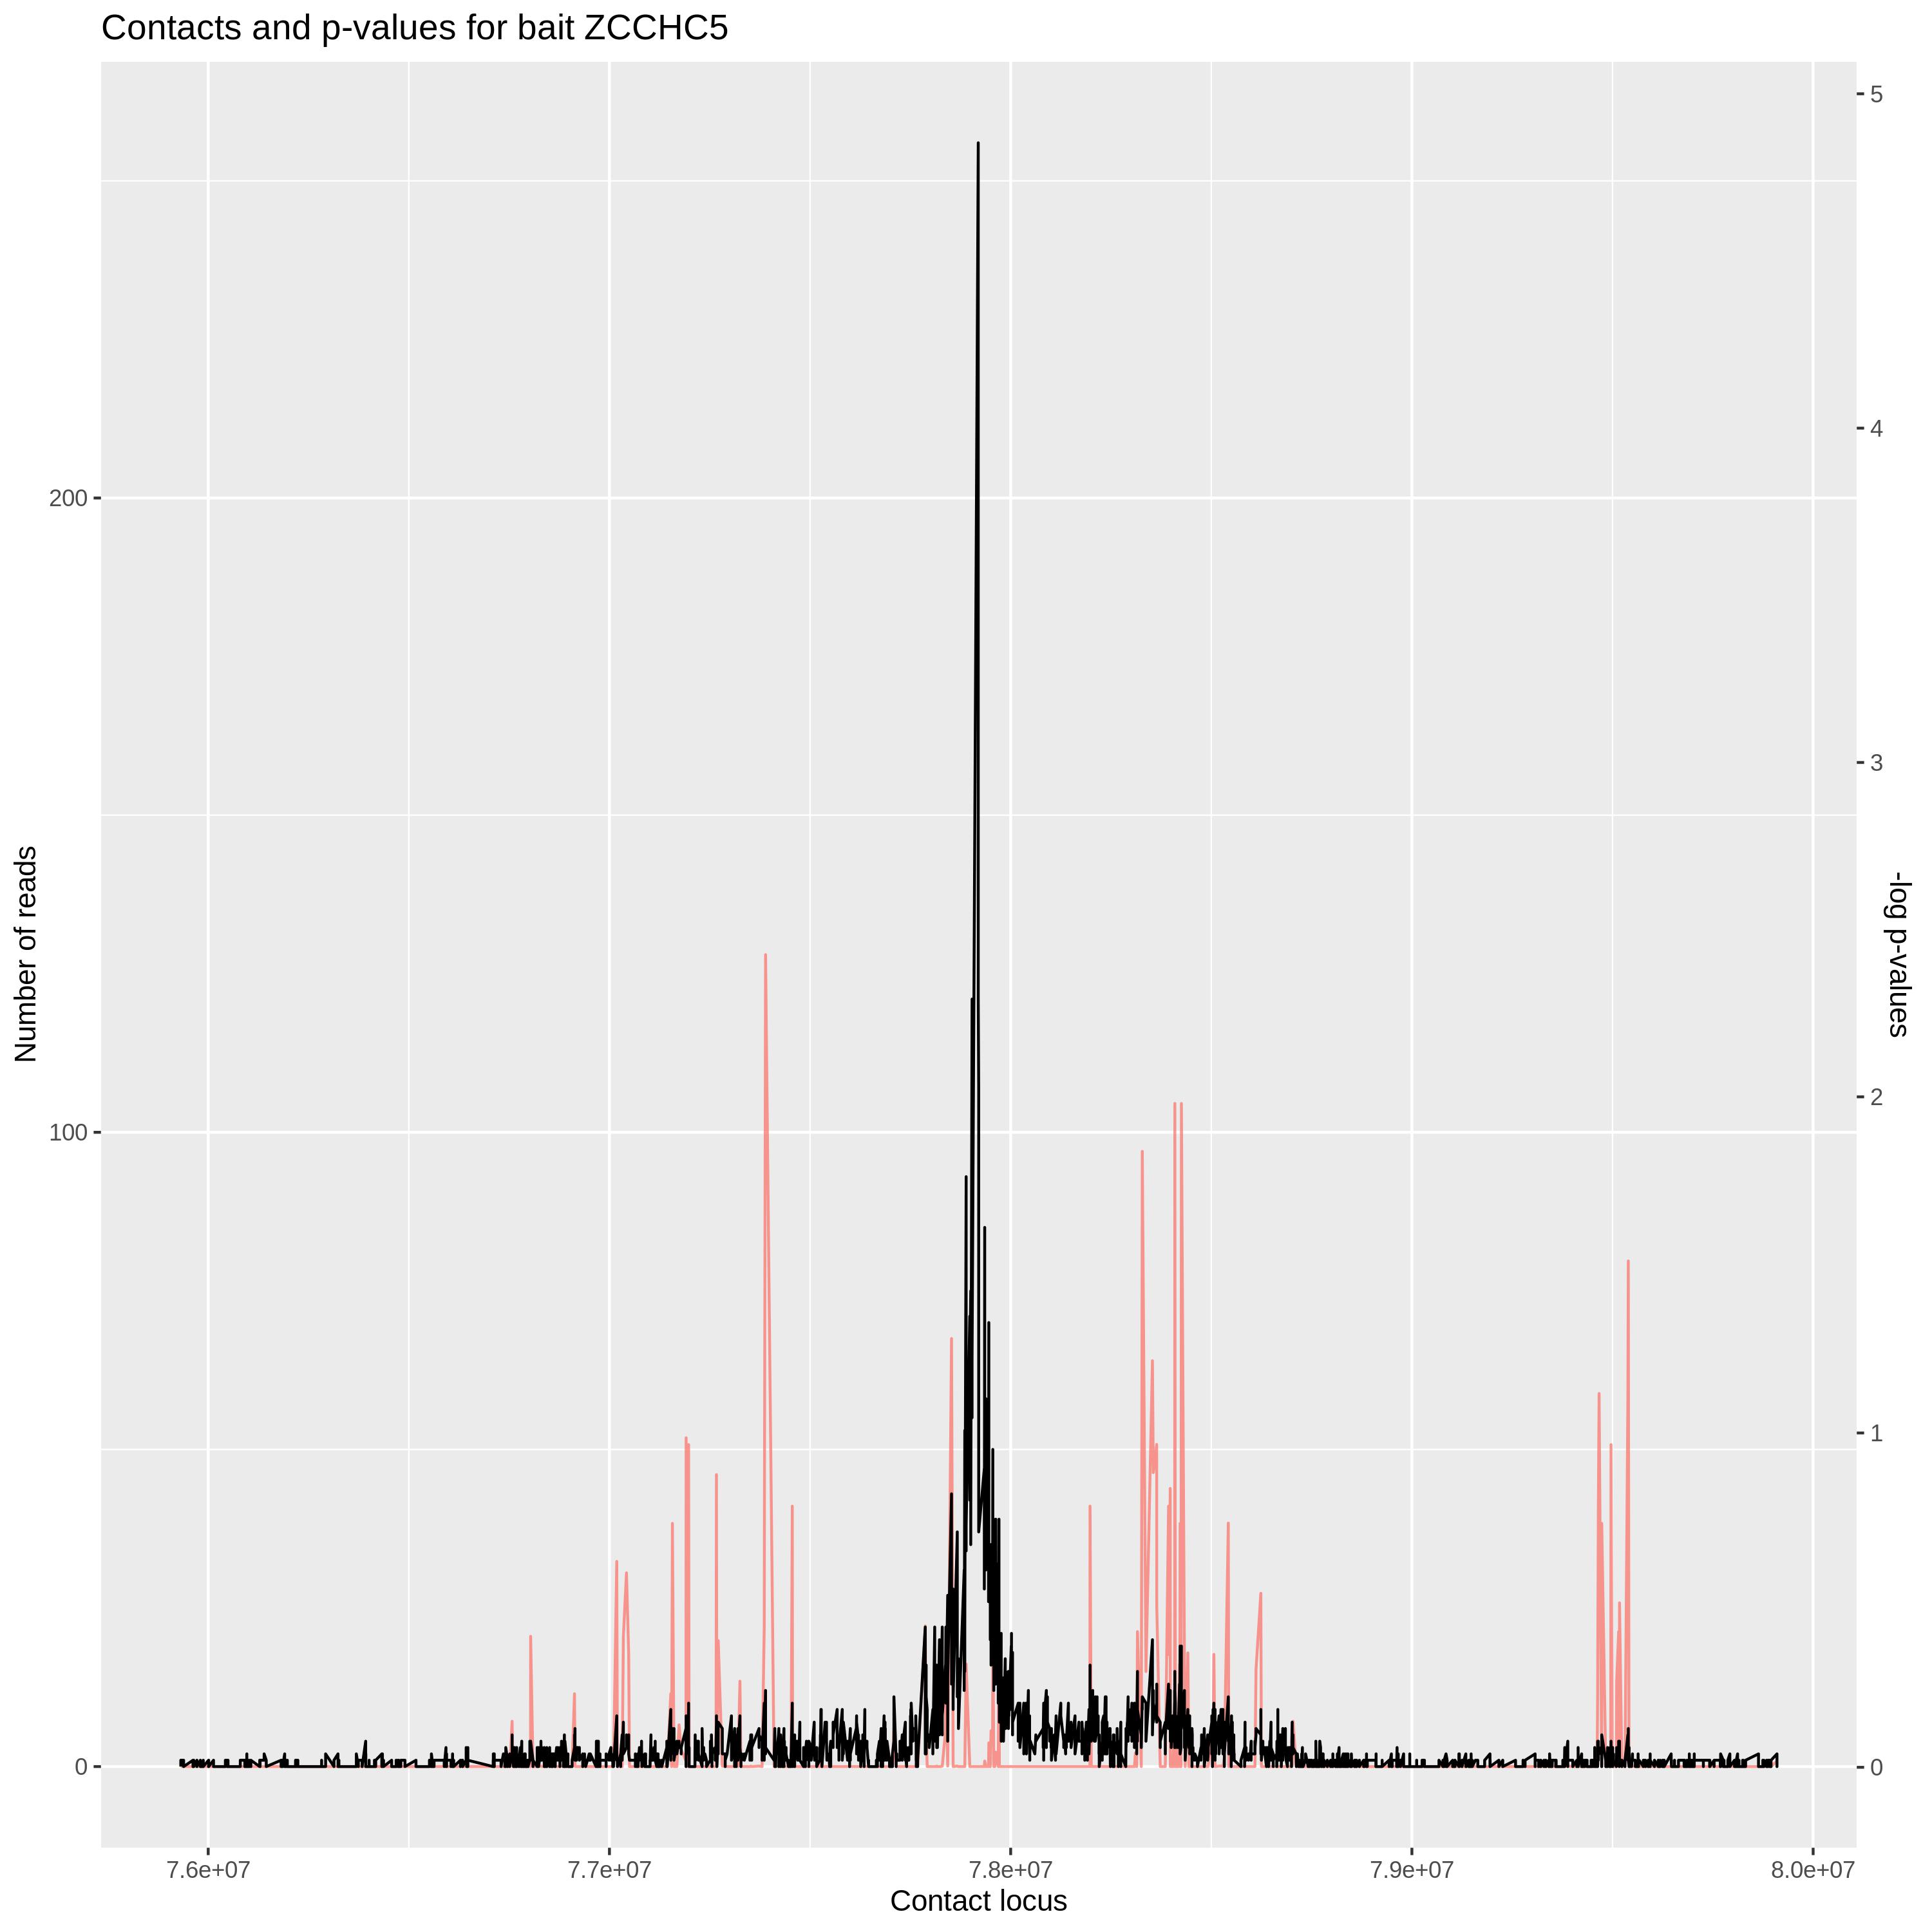 Contacts and p-values for bait ZCCHC5
Number of reads
200
100
0
5
4
3
2
1
0
-log p-values
7.6e+07 7.7e+07 7.8e+07 7.9e+07 8.0e+07
Contact locus